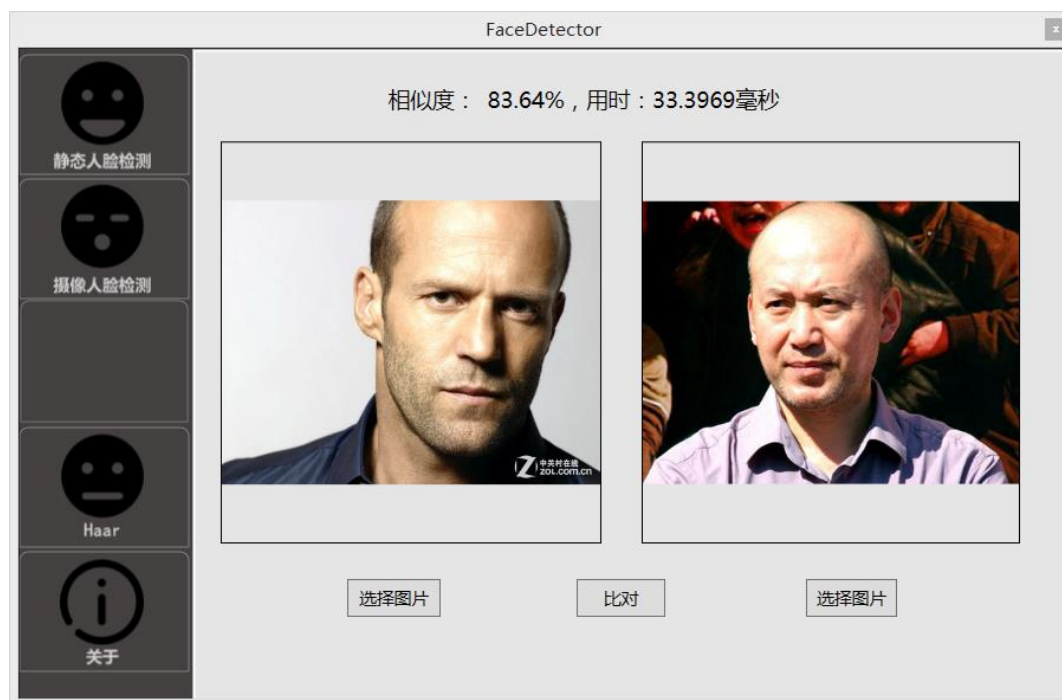 FaceDetector
x
静态人脸检测
摄像人脸检测
Haar
关于
相似度： 83.64%，用时：33.3969毫秒
Z 中关村在线
ZOL.COM.CN
选择图片
比对
选择图片